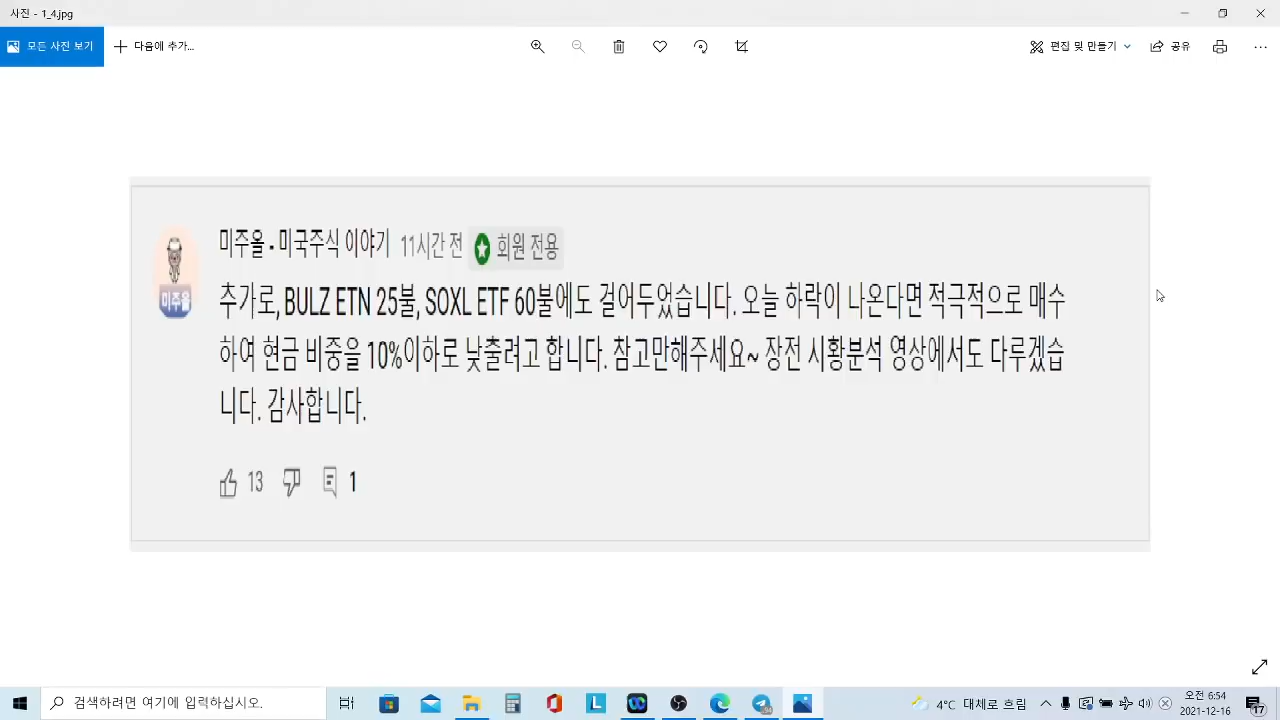 사진 - 1_4.jpg
모든 사진 보기
다음에 추가...
편집 및 만들기
공유
미주올 - 미국주식 이야기 11시간 전 회원 전용
미주올
추가로, BULZ ETN 25불, SOXL ETF 60불에도 걸어두었습니다. 오늘 하락이 나온다면 적극적으로 매수
하여 현금 비중을 10%이하로 낮출려고 합니다. 참고만해주세요~ 장전 시황분석 영상에서도 다루겠습
니다. 감사합니다.
13 1
검색하려면 여기에 입력하십시오.
4°C 대체로 흐림
오전 6:54
2021-12-16
17